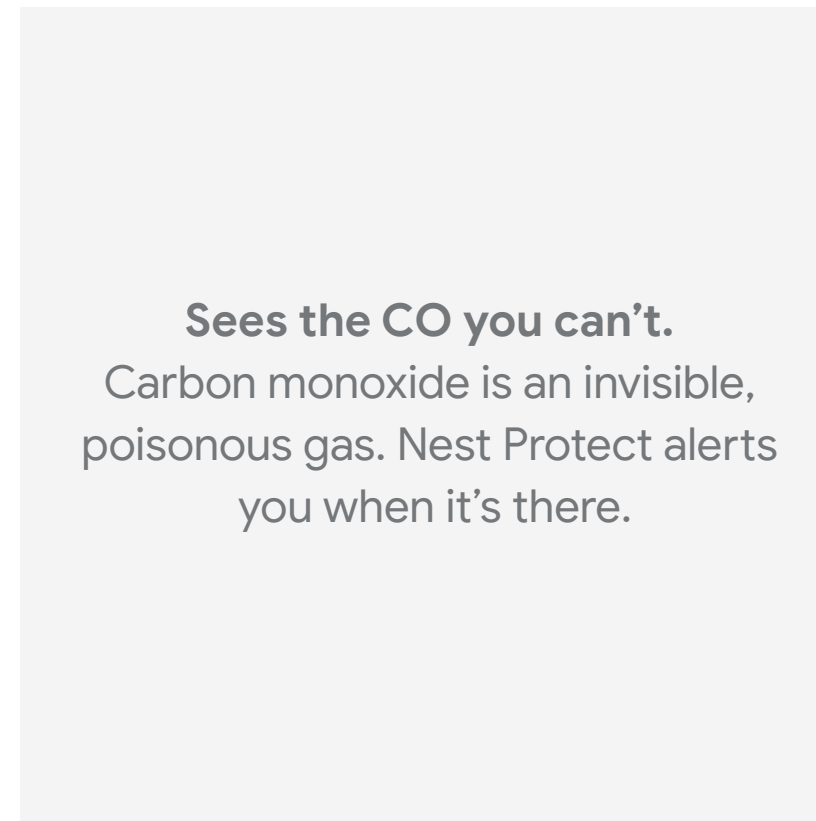 Sees the CO you can’t.
Carbon monoxide is an invisible,
poisonous gas. Nest Protect alerts
you when it’s there.